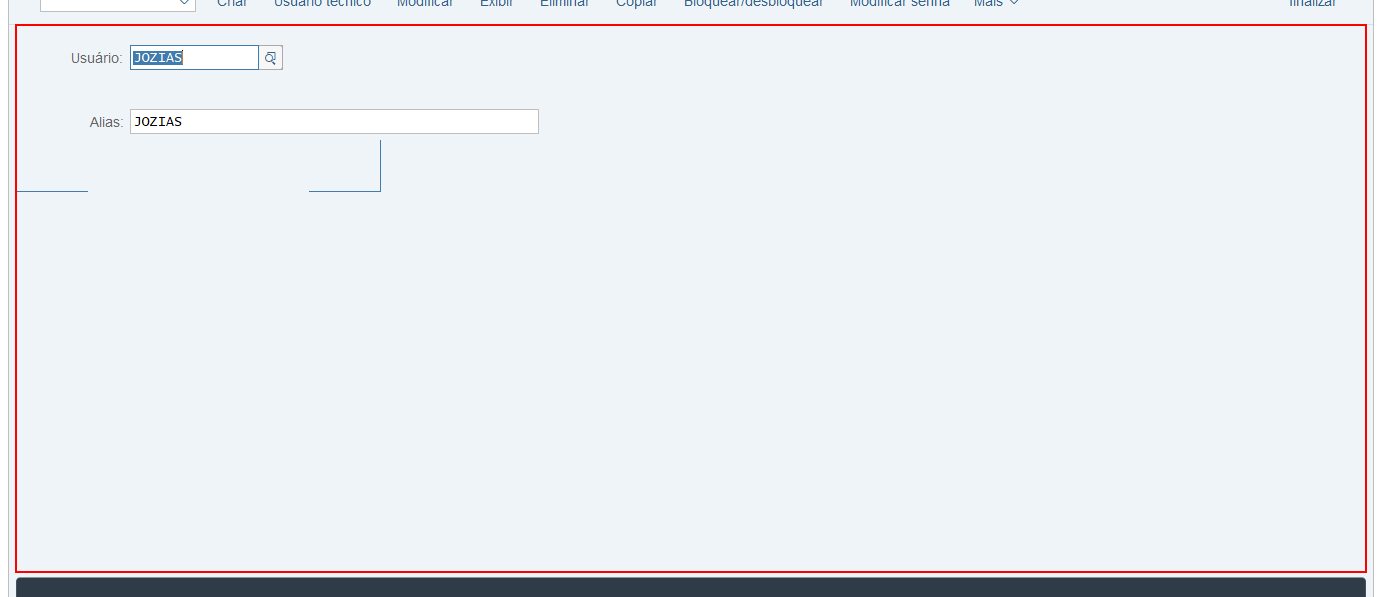 Criar Usuário técnico Modificar Exibir Eliminar Copiar Bloquear/desbloquear Modificar senha Mais finalizar
Usuário: JOZIAS
Alias: JOZIAS